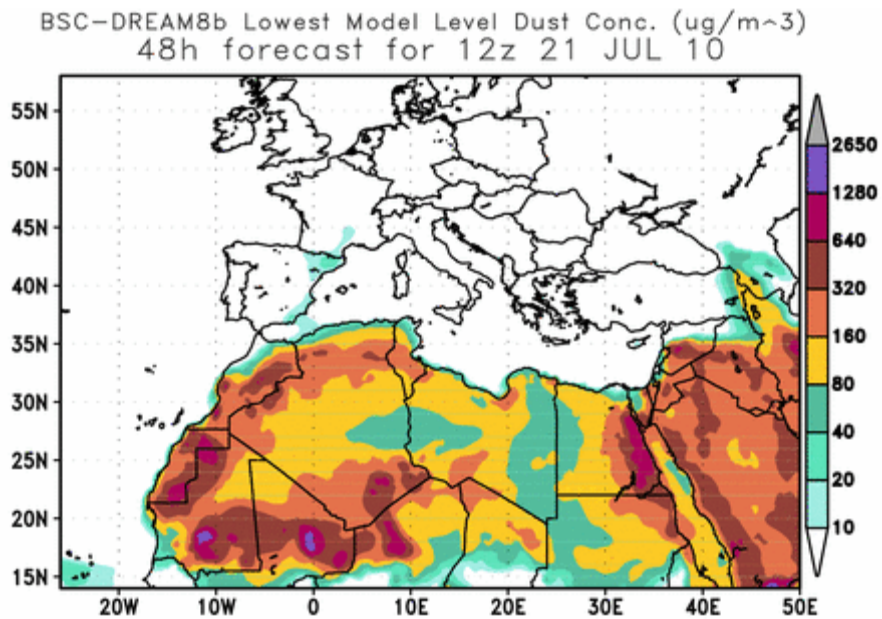 BSC-DREAM8b Lowest Model Level Dust Conc. (ug/m^3)
48h forecast for 12z 21 JUL 10
55N
50N
45N
40N
35N
30N
25N
20N
15N
20W 10W 0 10E 20E 30E 40E 50E
2650
1280
640
320
160
80
40
20
10